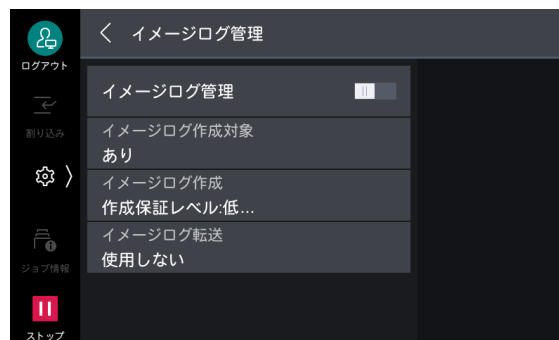 イメージログ管理
ログアウト
イメージログ管理
割り込み
イメージログ作成対象
あり
イメージログ作成
作成保証レベル:低...
イメージログ転送
使用しない
ジョブ情報
ストップ